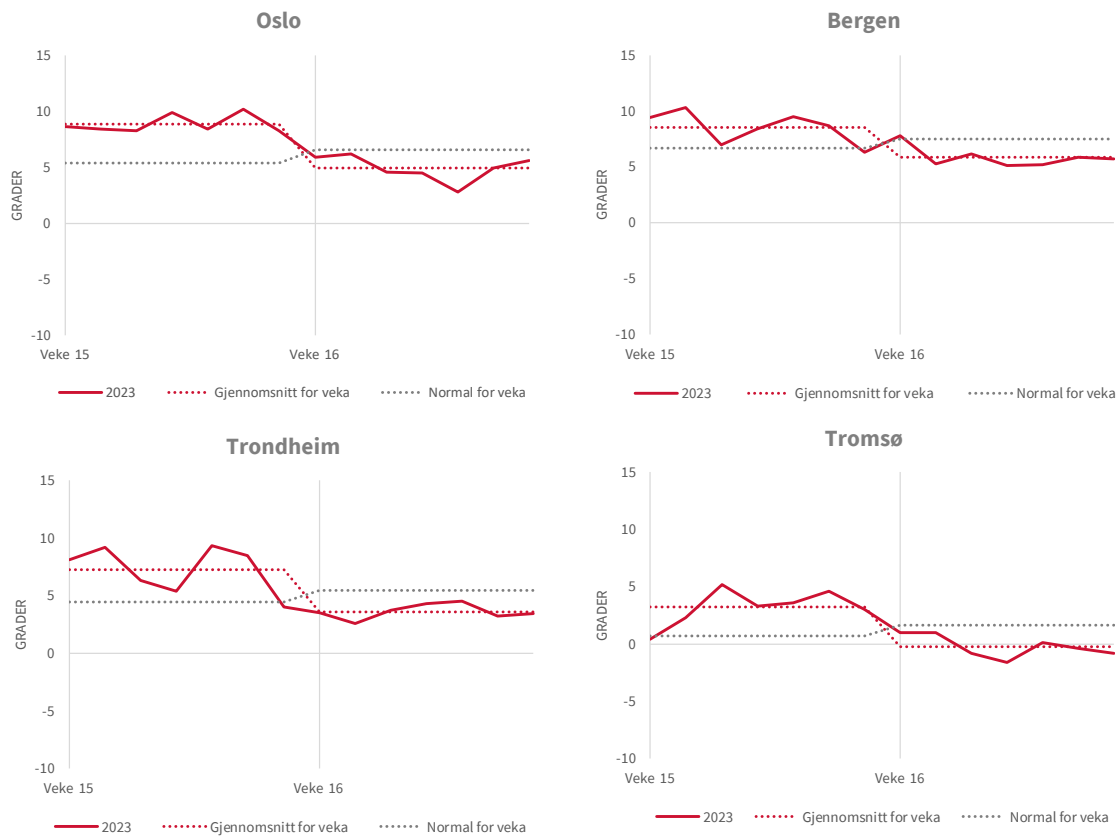 Oslo
15
10
5
0
-5
-10
GRADER
Veke 15
Veke 16
2023
Gjennomsnitt for veka
Normal for veka
Bergen
15
10
5
0
-5
-10
GRADER
Veke 15
Veke 16
2023
Gjennomsnitt for veka
Normal for veka
Trondheim
15
10
5
0
-5
-10
GRADER
Veke 15
Veke 16
2023
Gjennomsnitt for veka
Normal for veka
Tromsø
15
10
5
0
-5
-10
GRADER
Veke 15
Veke 16
2023
Gjennomsnitt for veka
Normal for veka